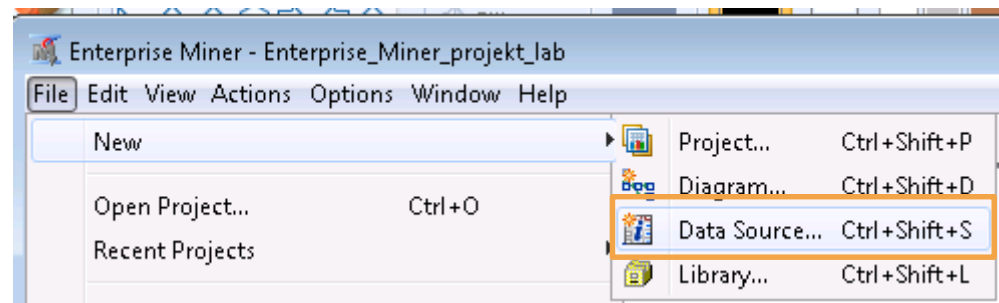 Enterprise Miner - Enterprise_Miner_projekt_lab
File Edit View Actions Options Window Help
New
Project... Ctrl+Shift+P
Diagram... Ctrl+Shift+D
Open Project... Ctrl+O
Data Source... Ctrl+Shift+S
Recent Projects
Library... Ctrl+Shift+L